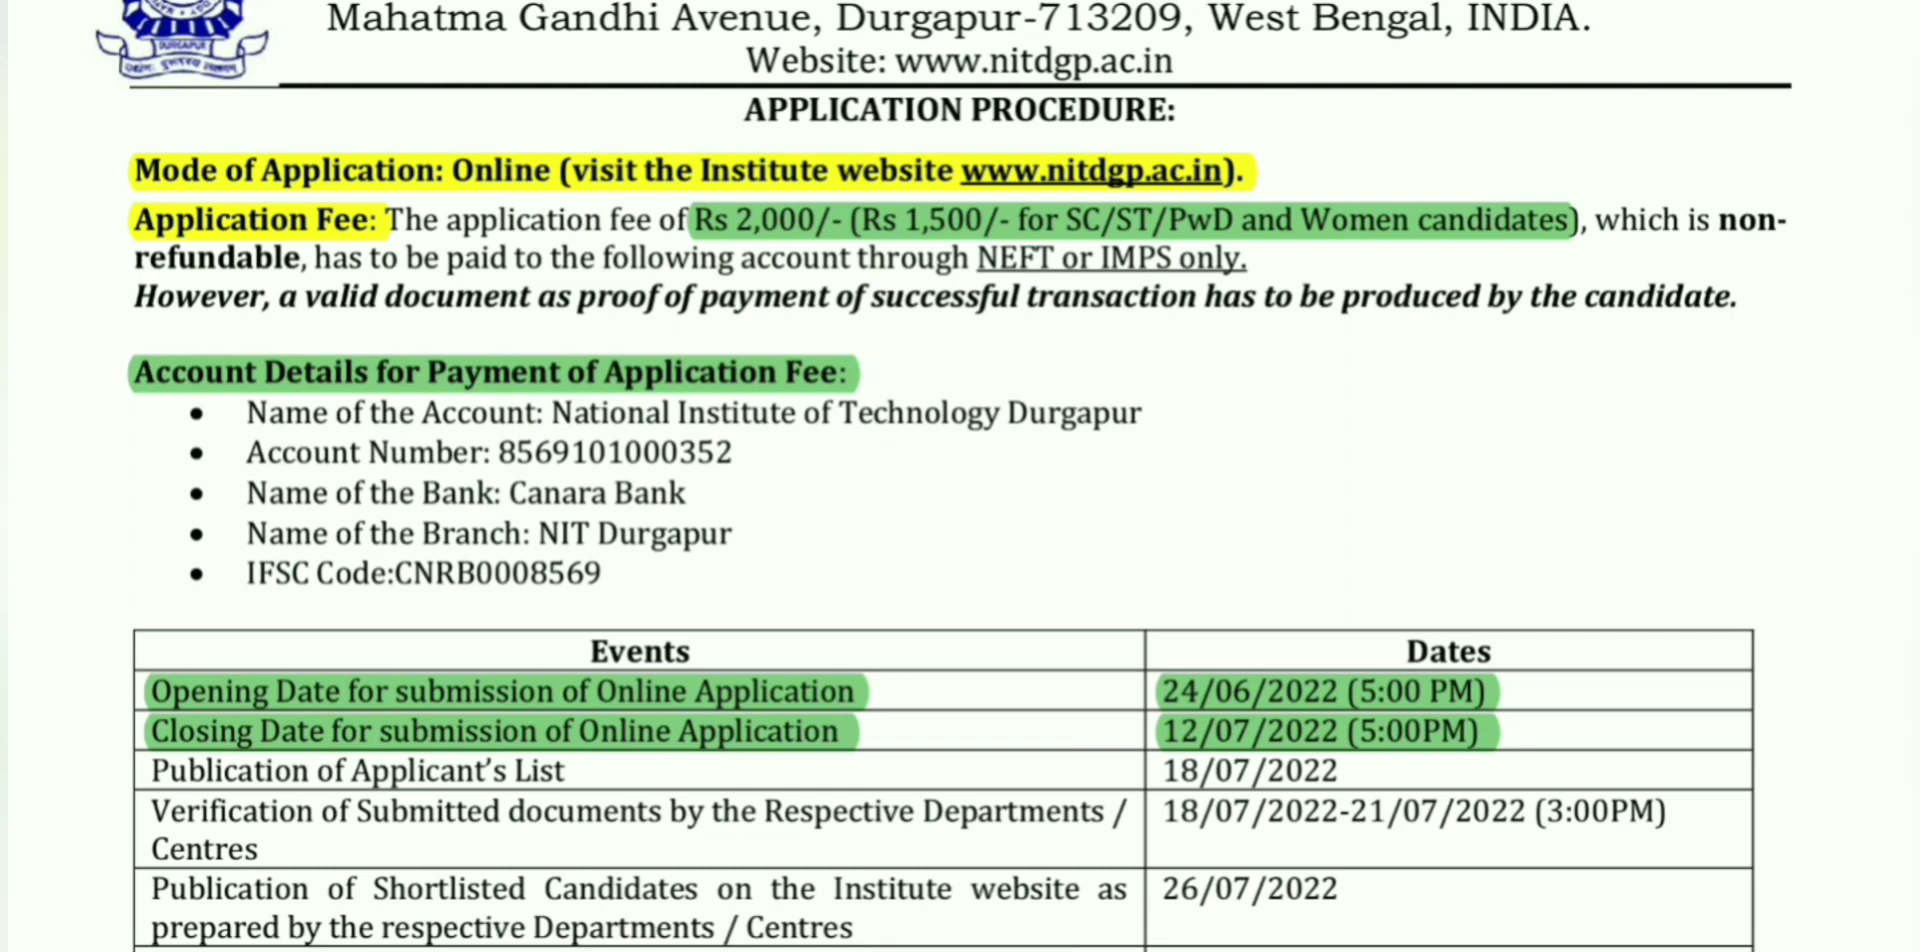 Mahatma Gandhi Avenue, Durgapur-713209, West Bengal, INDIA.
Website: www.nitdgp.ac.in
DURGAPUR
APPLICATION PROCEDURE:
Mode of Application: Online (visit the Institute website www.nitdgp.ac.in).
Application Fee: The application fee of Rs 2,000/- (Rs 1,500/- for SC/ST/PwD and Women candidates), which is non-
refundable, has to be paid to the following account through NEFT or IMPS only.
However, a valid document as proof of payment of successful transaction has to be produced by the candidate.
Account Details for Payment of Application Fee:
• Name of the Account: National Institute of Technology Durgapur
• Account Number: 8569101000352
• Name of the Bank: Canara Bank
• Name of the Branch: NIT Durgapur
• IFSC Code:CNRB0008569
Events Dates
Opening Date for submission of Online Application 24/06/2022 (5:00 PM)
Closing Date for submission of Online Application 12/07/2022 (5:00PM)
Publication of Applicant’s List 18/07/2022
Verification of Submitted documents by the Respective Departments / 18/07/2022-21/07/2022 (3:00PM)
Centres
Publication of Shortlisted Candidates on the Institute website as 26/07/2022
prepared by the respective Departments / Centres